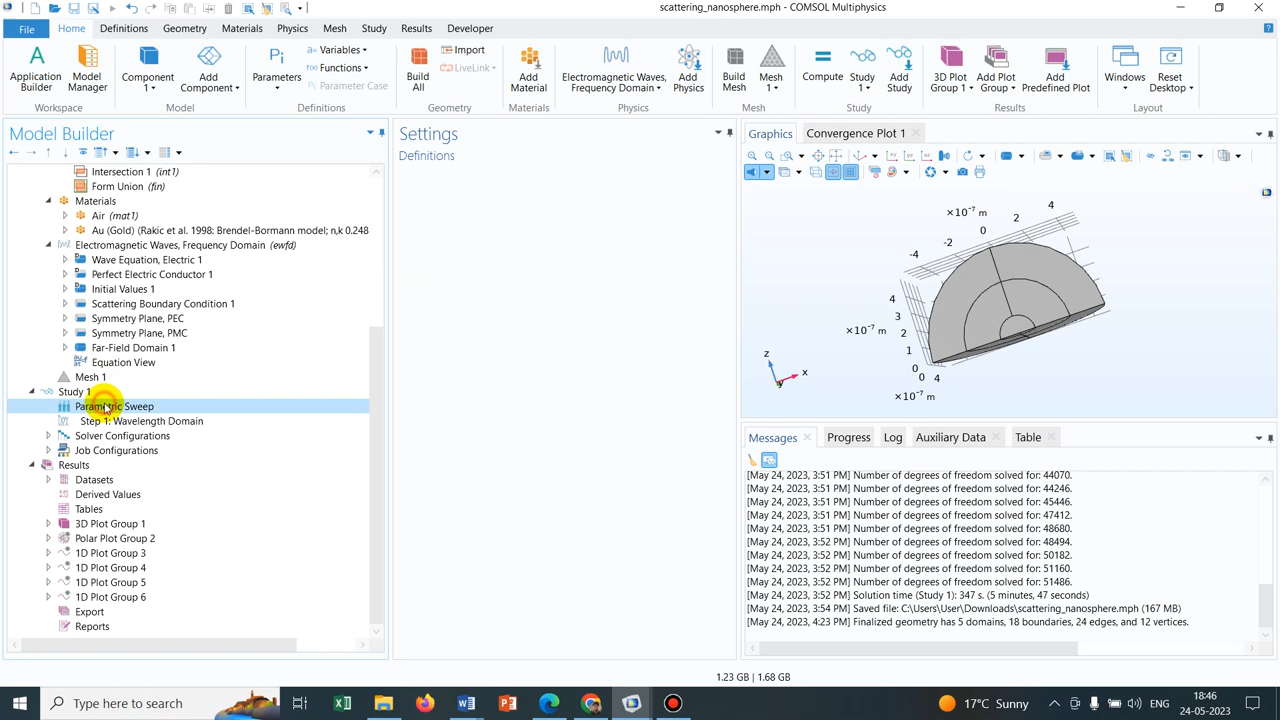 scattering_nanosphere.mph - COMSOL Multiphysics
File
Home
Definitions
Geometry
Materials
Physics
Mesh
Study
Results
Developer
Application Builder
Model Manager
Workspace
Component 1
Add Component
Model
Parameters
Variables
Functions
Parameter Case
Definitions
Build All
Import
LiveLink
Geometry
Add Material
Materials
Electromagnetic Waves, Frequency Domain
Add Physics
Physics
Build Mesh
Mesh 1
Mesh
Compute
Study 1
Add Study
Study
3D Plot Group 1
Add Plot Group
Add Predefined Plot
Results
Windows
Reset Desktop
Layout
Model Builder
Intersection 1 (int1)
Form Union (fin)
Materials
Air (mat1)
Au (Gold) (Rakic et al. 1998: Brendel-Bormann model; n,k 0.248
Electromagnetic Waves, Frequency Domain (ewfd)
Wave Equation, Electric 1
Perfect Electric Conductor 1
Initial Values 1
Scattering Boundary Condition 1
Symmetry Plane, PEC
Symmetry Plane, PMC
Far-Field Domain 1
Equation View
Mesh 1
Study 1
Parametric Sweep
Step 1: Wavelength Domain
Solver Configurations
Job Configurations
Results
Datasets
Derived Values
Tables
3D Plot Group 1
Polar Plot Group 2
1D Plot Group 3
1D Plot Group 4
1D Plot Group 5
1D Plot Group 6
Export
Reports
Settings
Definitions
Graphics
Convergence Plot 1
×10⁻⁷ m
4
2
0
-2
-4
4
3
2
1
0
×10⁻⁷ m
0
2
4
×10⁻⁷ m
z
y
x
Messages
Progress
Log
Auxiliary Data
Table
[May 24, 2023, 3:51 PM] Number of degrees of freedom solved for: 44070.
[May 24, 2023, 3:51 PM] Number of degrees of freedom solved for: 44246.
[May 24, 2023, 3:51 PM] Number of degrees of freedom solved for: 45446.
[May 24, 2023, 3:51 PM] Number of degrees of freedom solved for: 47412.
[May 24, 2023, 3:51 PM] Number of degrees of freedom solved for: 48680.
[May 24, 2023, 3:52 PM] Number of degrees of freedom solved for: 48494.
[May 24, 2023, 3:52 PM] Number of degrees of freedom solved for: 50182.
[May 24, 2023, 3:52 PM] Number of degrees of freedom solved for: 51160.
[May 24, 2023, 3:52 PM] Number of degrees of freedom solved for: 51486.
[May 24, 2023, 3:52 PM] Solution time (Study 1): 347 s. (5 minutes, 47 seconds)
[May 24, 2023, 3:54 PM] Saved file: C:\Users\User\Downloads\scattering_nanosphere.mph (167 MB)
[May 24, 2023, 4:23 PM] Finalized geometry has 5 domains, 18 boundaries, 24 edges, and 12 vertices.
1.23 GB | 1.68 GB
Type here to search
17°C Sunny
ENG
18:46
24-05-2023